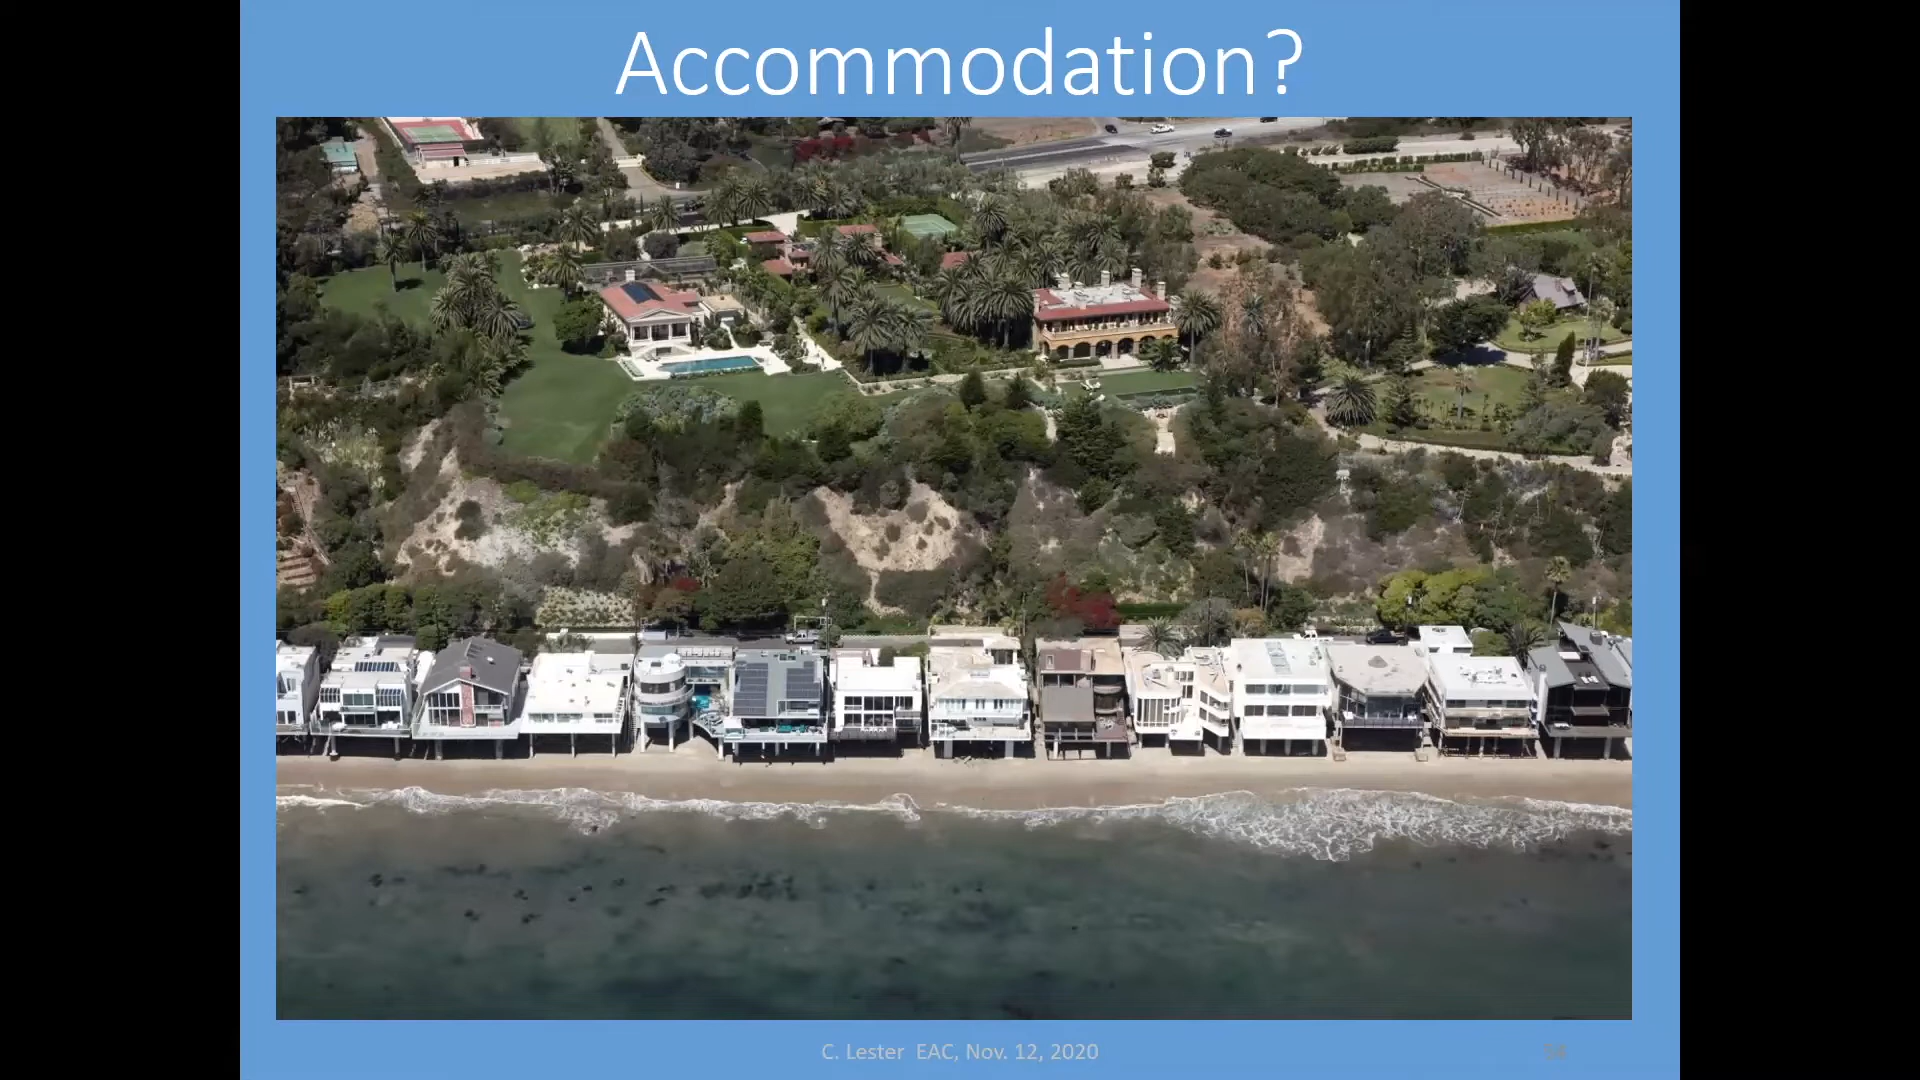 Accommodation?
C. Lester EAC, Nov. 12, 2020